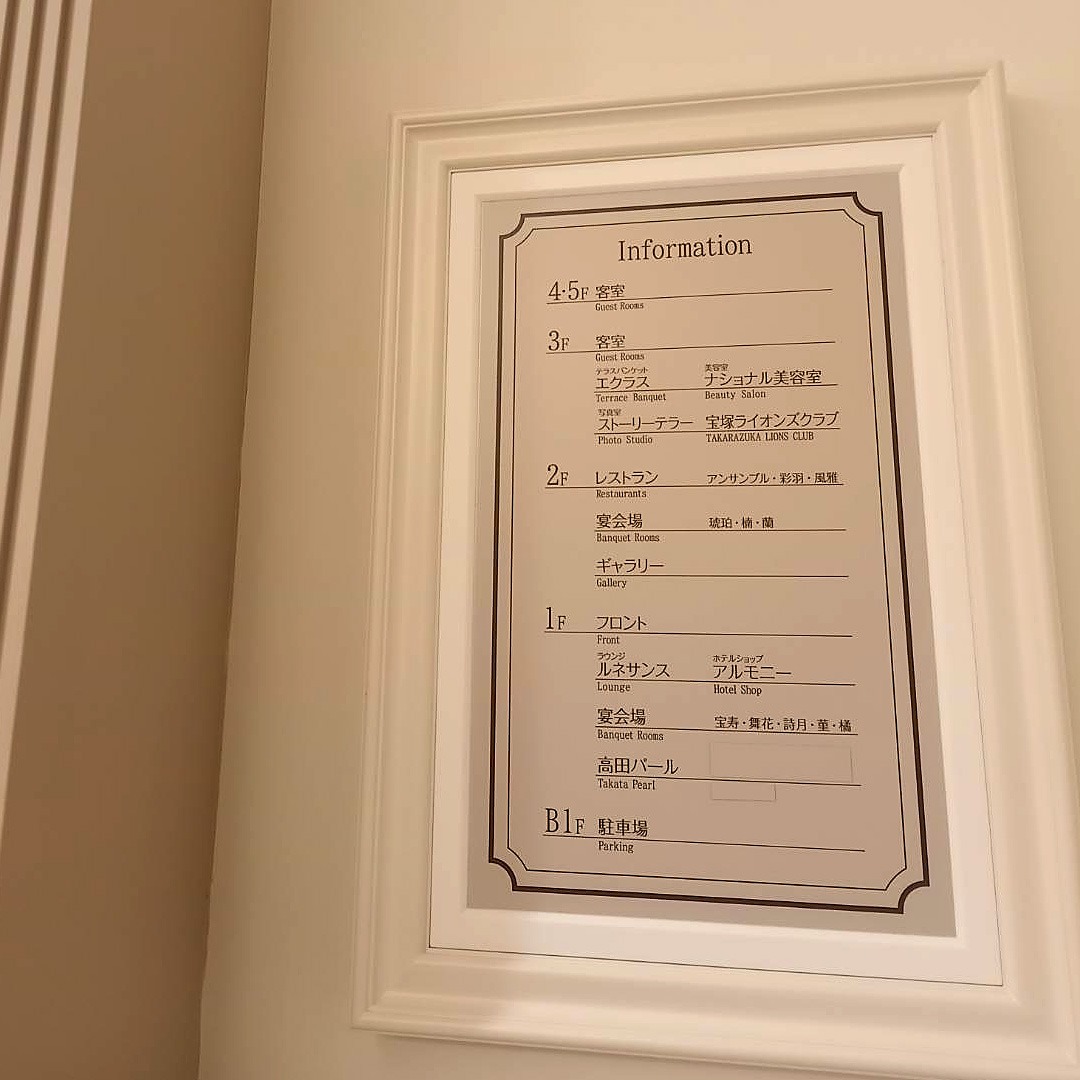 Information
4・5F 客室
Guest Rooms
3F 客室
Guest Rooms
テラスバンケット 美容室
エクラス ナショナル美容室
Terrace Banquet Beauty Salon
写真室
ストーリーテラー 宝塚ライオンズクラブ
Photo Studio TAKARAZUKA LIONS CLUB
2F レストラン アンサンブル・彩羽・風雅
Restaurants
宴会場 琥珀・楠・蘭
Banquet Rooms
ギャラリー
Gallery
1F フロント
Front
ラウンジ ホテルショップ
ルネサンス アルモニー
Lounge Hotel Shop
宴会場 宝寿・舞花・詩月・菫・橘
Banquet Rooms
高田パール
Takata Pearl
B1F 駐車場
Parking